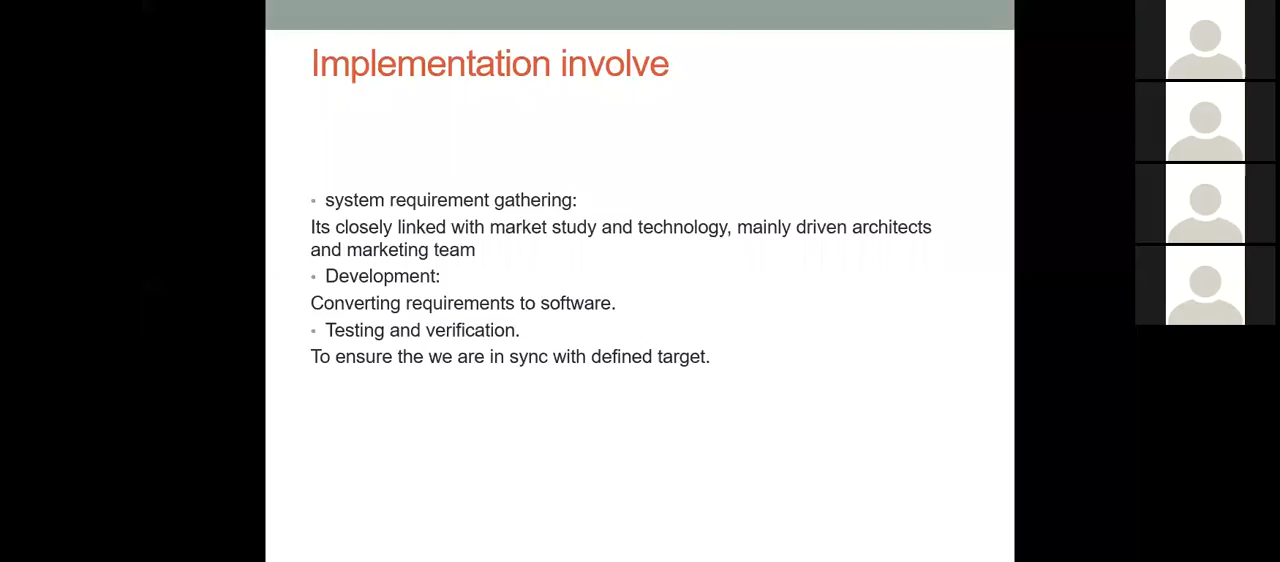 Implementation involve
• system requirement gathering:
Its closely linked with market study and technology, mainly driven architects
and marketing team
• Development:
Converting requirements to software.
• Testing and verification.
To ensure the we are in sync with defined target.